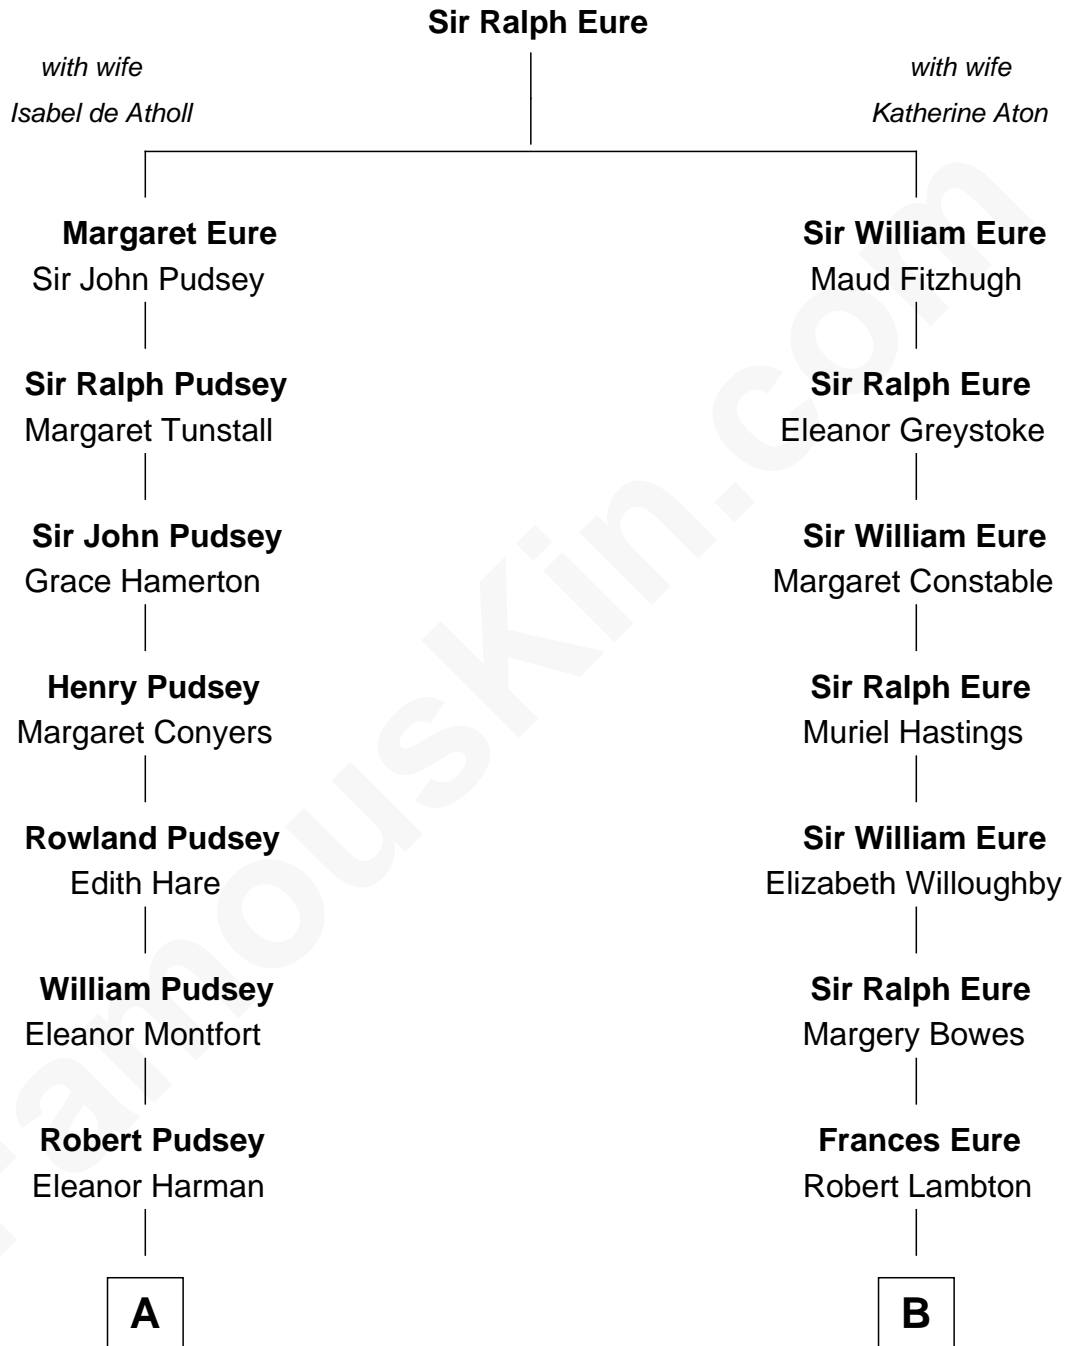 Sir Ralph Eure
with wife
Isabel de Atholl
with wife
Katherine Aton
Margaret Eure
Sir John Pudsey
Sir William Eure
Maud Fitzhugh
Sir Ralph Pudsey
Margaret Tunstall
Sir Ralph Eure
Eleanor Greystoke
Sir John Pudsey
Grace Hamerton
Sir William Eure
Margaret Constable
Henry Pudsey
Margaret Conyers
Sir Ralph Eure
Muriel Hastings
Rowland Pudsey
Edith Hare
Sir William Eure
Elizabeth Willoughby
William Pudsey
Eleanor Montfort
Sir Ralph Eure
Margery Bowes
Robert Pudsey
Eleanor Harman
Frances Eure
Robert Lambton
A
B
FamousKin.com